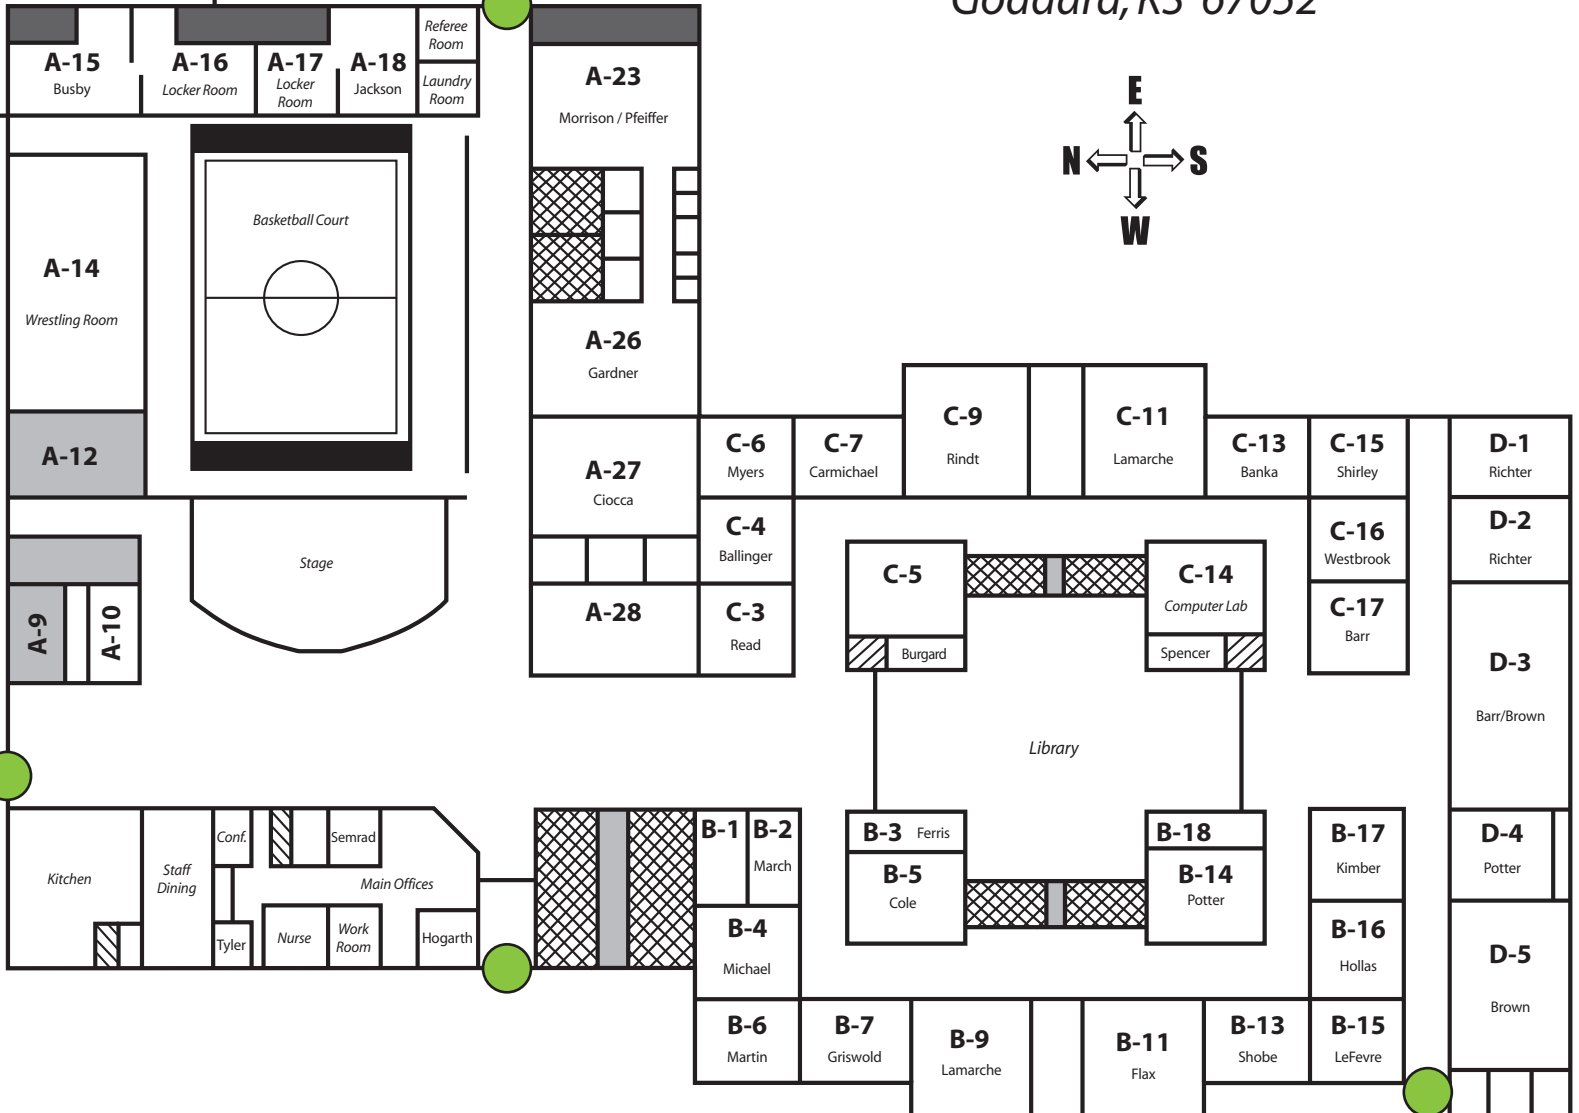 Goddard, KS 67052
E
N
S
W
Referee
Room
Laundry
Room
A-15
Busby
A-16
Locker Room
A-17
Locker
Room
A-18
Jackson
A-23
Morrison / Pfeiffer
Basketball Court
A-14
Wrestling Room
A-26
Gardner
A-12
A-27
Ciocca
C-6
Myers
C-7
Carmichael
C-9
Rindt
C-11
Lamarche
C-13
Banka
C-15
Shirley
D-1
Richter
C-4
Ballinger
C-16
Westbrook
D-2
Richter
Stage
C-5
Burgard
C-14
Computer Lab
Spencer
A-9
A-10
A-28
C-3
Read
C-17
Barr
D-3
Barr/Brown
Library
Kitchen
Staff
Dining
Conf.
Semrad
Main Offices
Tyler
Nurse
Work
Room
Hogarth
B-1
B-2
March
B-3
Ferris
B-18
B-5
Cole
B-14
Potter
B-17
Kimber
D-4
Potter
B-4
Michael
B-16
Hollas
D-5
Brown
B-6
Martin
B-7
Griswold
B-9
Lamarche
B-11
Flax
B-13
Shobe
B-15
LeFevre